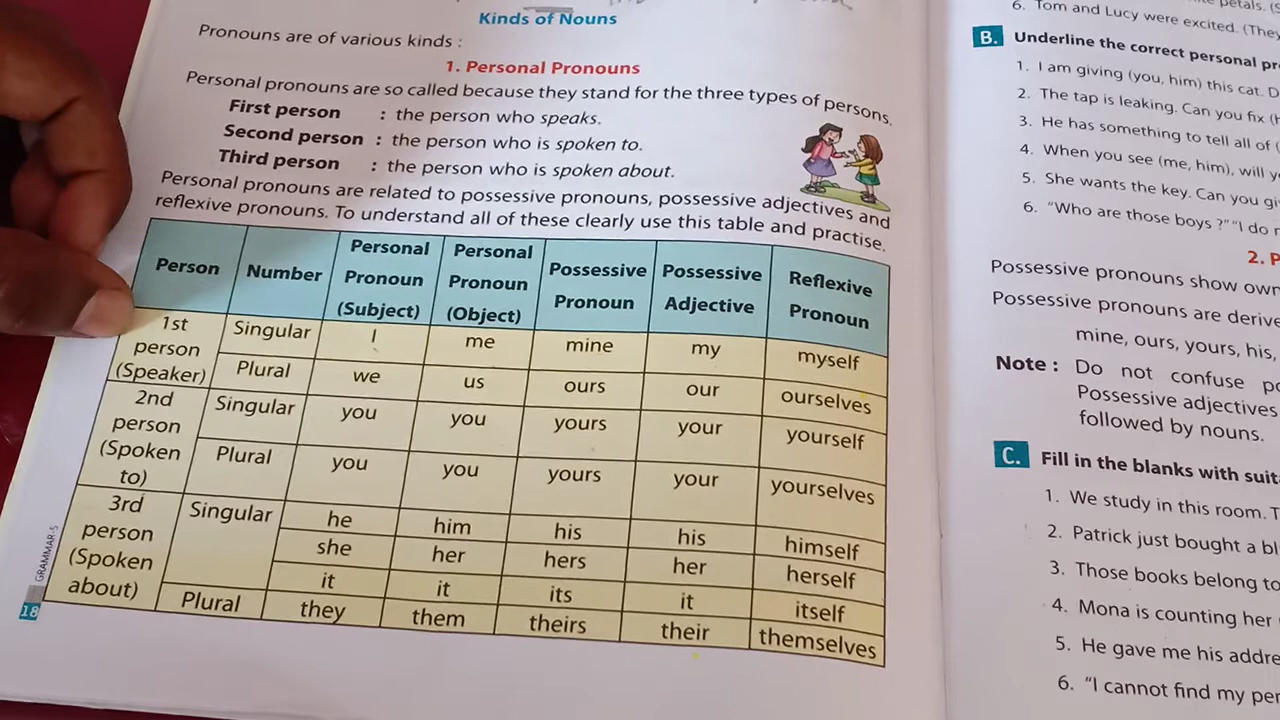 Kinds of Nouns
Pronouns are of various kinds :
1. Personal Pronouns
Personal pronouns are so called because they stand for the three types of persons.
First person : the person who speaks.
Second person : the person who is spoken to.
Third person : the person who is spoken about.
Personal pronouns are related to possessive pronouns, possessive adjectives and
reflexive pronouns. To understand all of these clearly use this table and practise.
Person Number Personal Pronoun (Subject) Personal Pronoun (Object) Possessive Pronoun Possessive Adjective Reflexive Pronoun
1st person (Speaker) Singular I me mine my myself
Plural we us ours our ourselves
2nd person (Spoken to) Singular you you yours your yourself
Plural you you yours your yourselves
3rd person (Spoken about) Singular he him his his himself
she her hers her herself
it it its it itself
Plural they them theirs their themselves
GRAMMAR-5
18
6. Tom and Lucy were excited. (They
B. Underline the correct personal
1. I am giving (you, him) this cat.
2. The tap is leaking. Can you fix
3. He has something to tell all of
4. When you see (me, him), will
5. She wants the key. Can you
6. "Who are those boys ?" "I do
2.
Possessive pronouns show
Possessive pronouns are
mine, ours, yours, his,
Note : Do not confuse
Possessive adjectives
followed by nouns.
C. Fill in the blanks with
1. We study in this room.
2. Patrick just bought a
3. Those books belong to
4. Mona is counting her
5. He gave me his
6. "I cannot find my